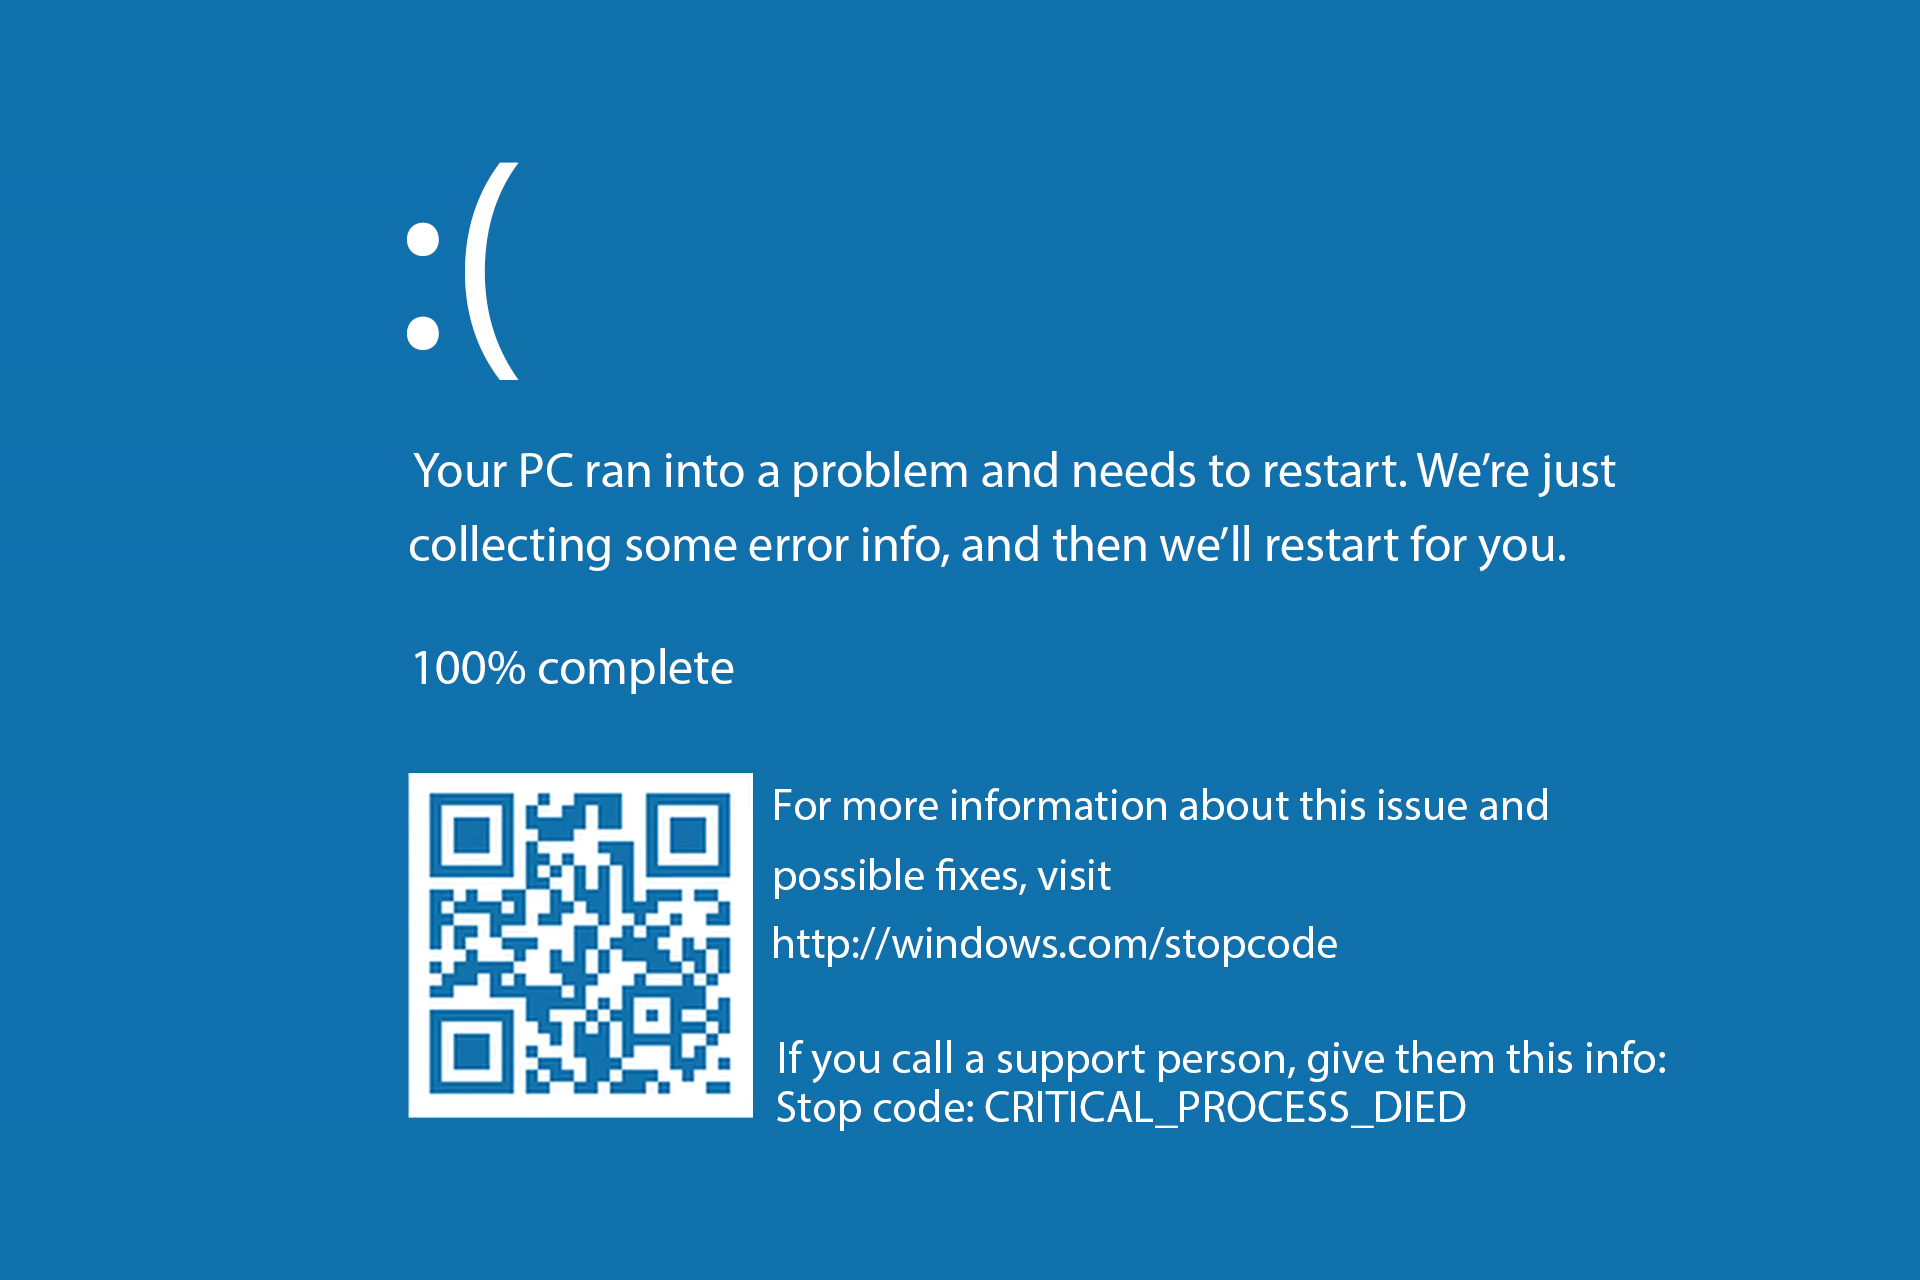 :(
Your PC ran into a problem and needs to restart. We’re just
collecting some error info, and then we’ll restart for you.
100% complete
For more information about this issue and
possible fixes, visit
http://windows.com/stopcode
If you call a support person, give them this info:
Stop code: CRITICAL_PROCESS_DIED